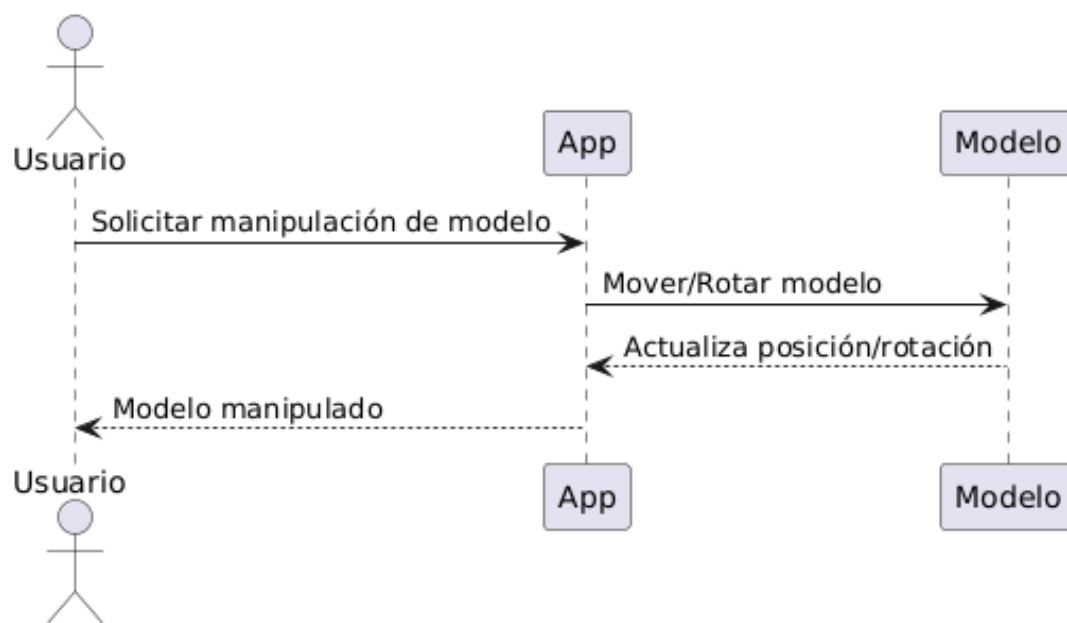 Usuario
App
Modelo
Solicitar manipulación de modelo
Mover/Rotar modelo
Actualiza posición/rotación
Modelo manipulado
Usuario
App
Modelo